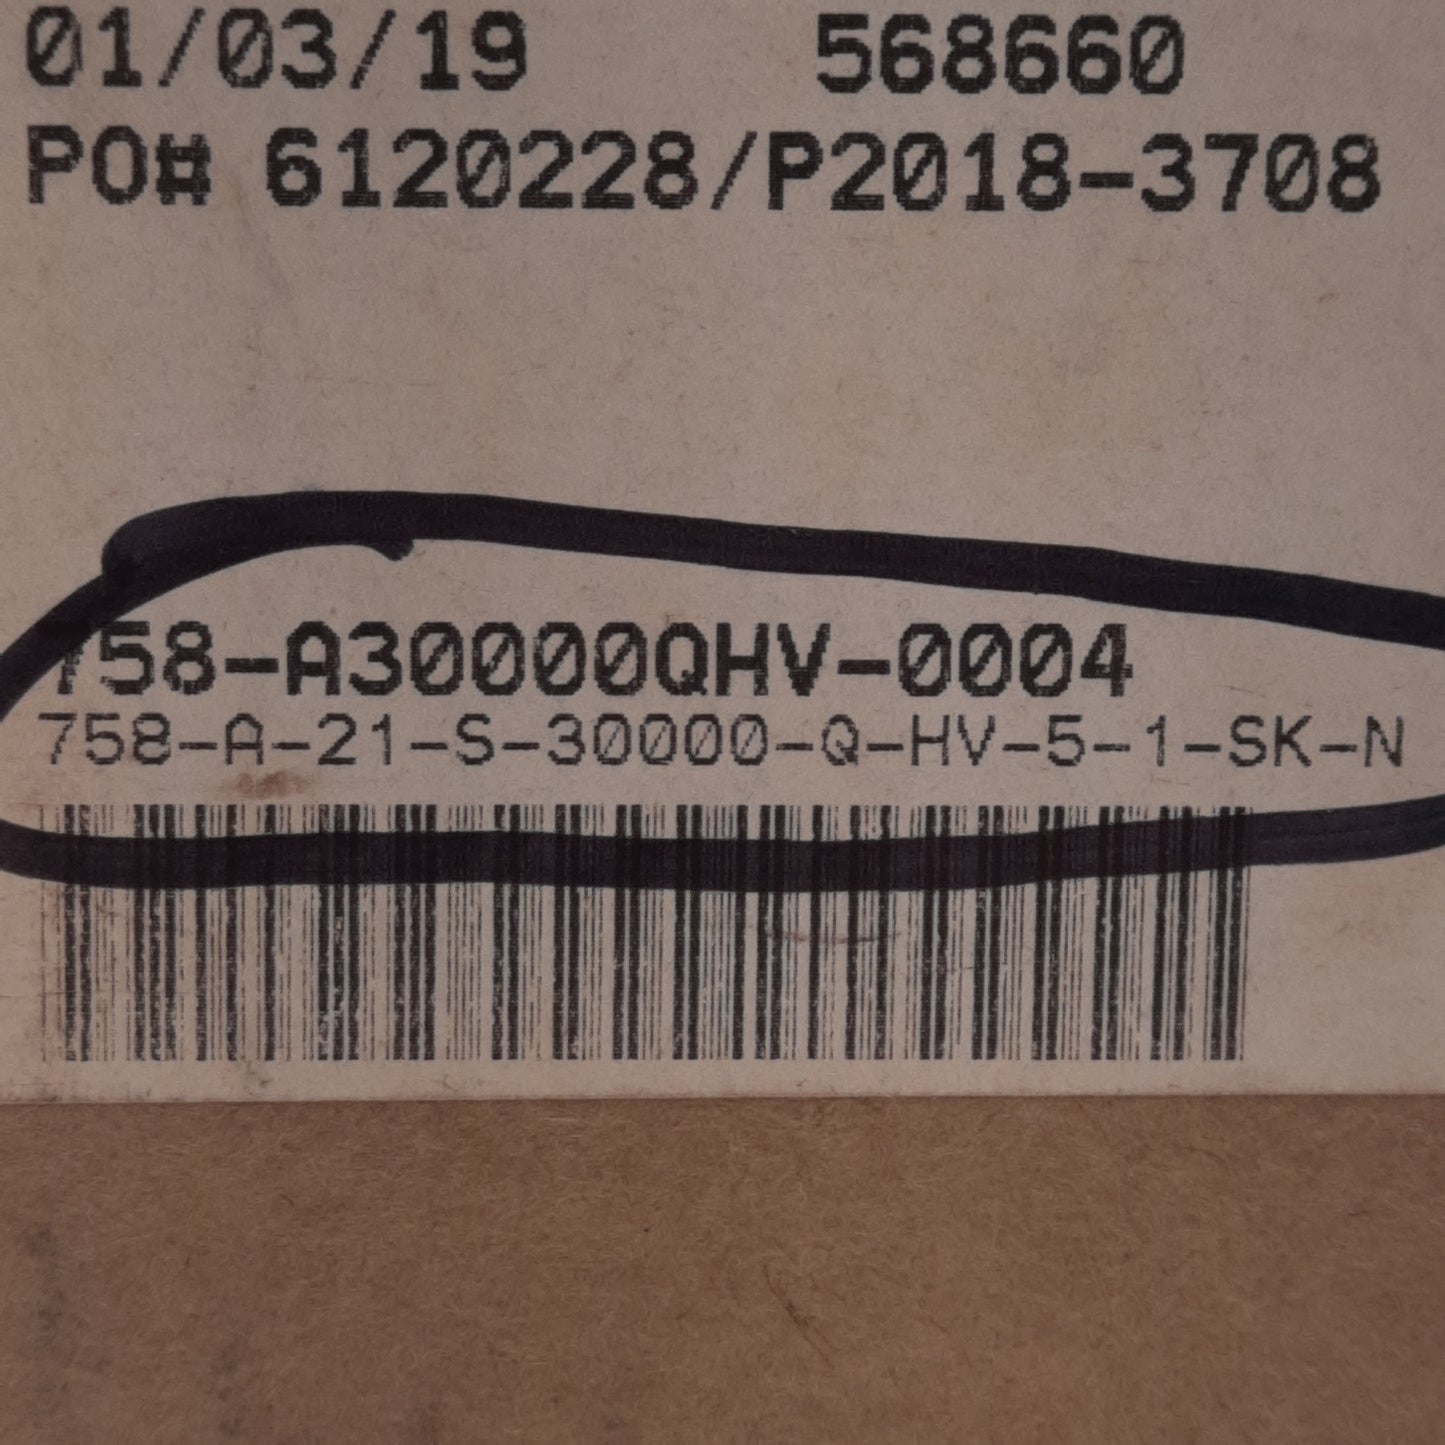 01/03/19 568660
PO# 6120228/P2018-3708
758-A30000QHV-0004
758-A-21-S-30000-Q-HV-5-1-SK-N